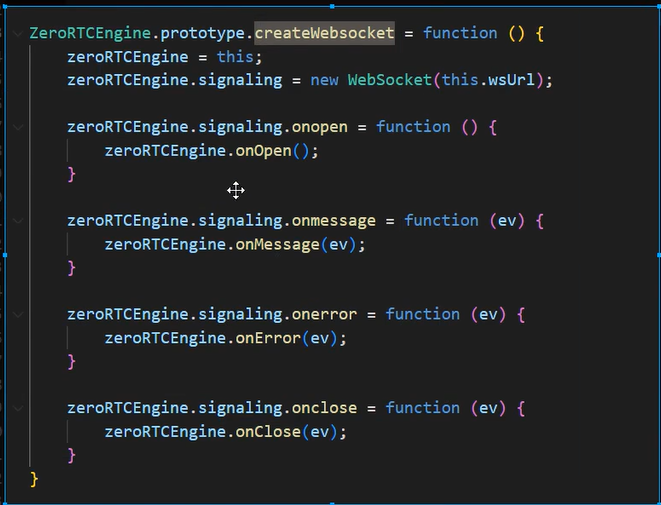 ZeroRTCEngine.prototype.createWebsocket = function () {
zeroRTCEngine = this;
zeroRTCEngine.signaling = new WebSocket(this.wsUrl);
zeroRTCEngine.signaling.onopen = function () {
zeroRTCEngine.onOpen();
}
zeroRTCEngine.signaling.onmessage = function (ev) {
zeroRTCEngine.onMessage(ev);
}
zeroRTCEngine.signaling.onerror = function (ev) {
zeroRTCEngine.onError(ev);
}
zeroRTCEngine.signaling.onclose = function (ev) {
zeroRTCEngine.onClose(ev);
}
}